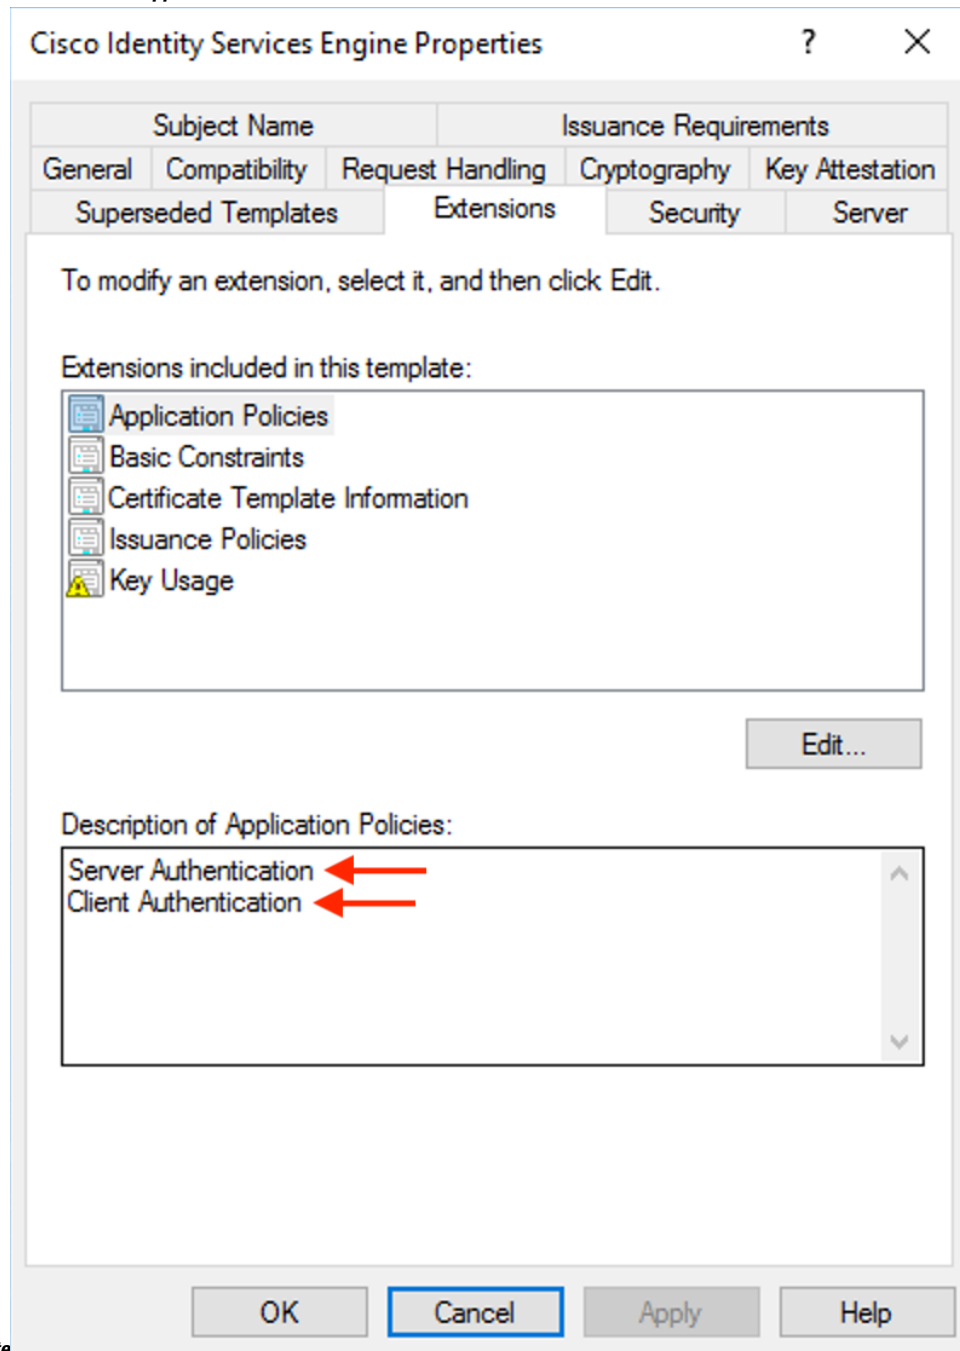 Cisco Identity Services Engine Properties ? ×
Subject Name Issuance Requirements
General Compatibility Request Handling Cryptography Key Attestation
Superseded Templates Extensions Security Server
To modify an extension, select it, and then click Edit.
Extensions included in this template:
Application Policies
Basic Constraints
Certificate Template Information
Issuance Policies
Key Usage
Edit...
Description of Application Policies:
Server Authentication
Client Authentication
OK Cancel Apply Help